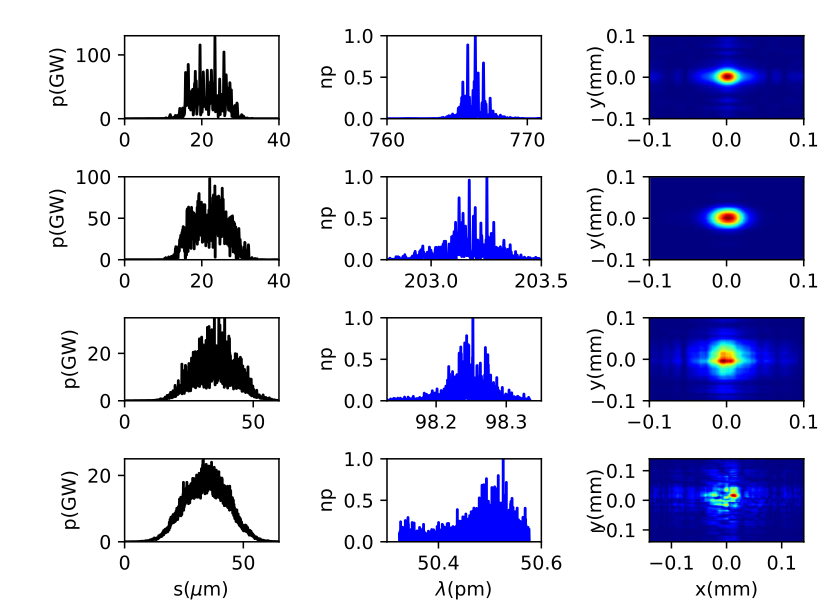 p(GW) 100 0 0 20 40
np 1.0 0.5 0.0 760 770
y(mm) 0.1 0.0 −0.1 −0.1 0.0 0.1
p(GW) 100 50 0 0 20 40
np 1.0 0.5 0.0 203.0 203.5
y(mm) 0.1 0.0 −0.1 −0.1 0.0 0.1
p(GW) 20 0 0 50
np 1.0 0.5 0.0 98.2 98.3
y(mm) 0.1 0.0 −0.1 −0.1 0.0 0.1
p(GW) 20 0 0 50
s(μm)
np 1.0 0.5 0.0 50.4 50.6
λ(pm)
y(mm) 0.1 0.0 −0.1 −0.1 0.0 0.1
x(mm)